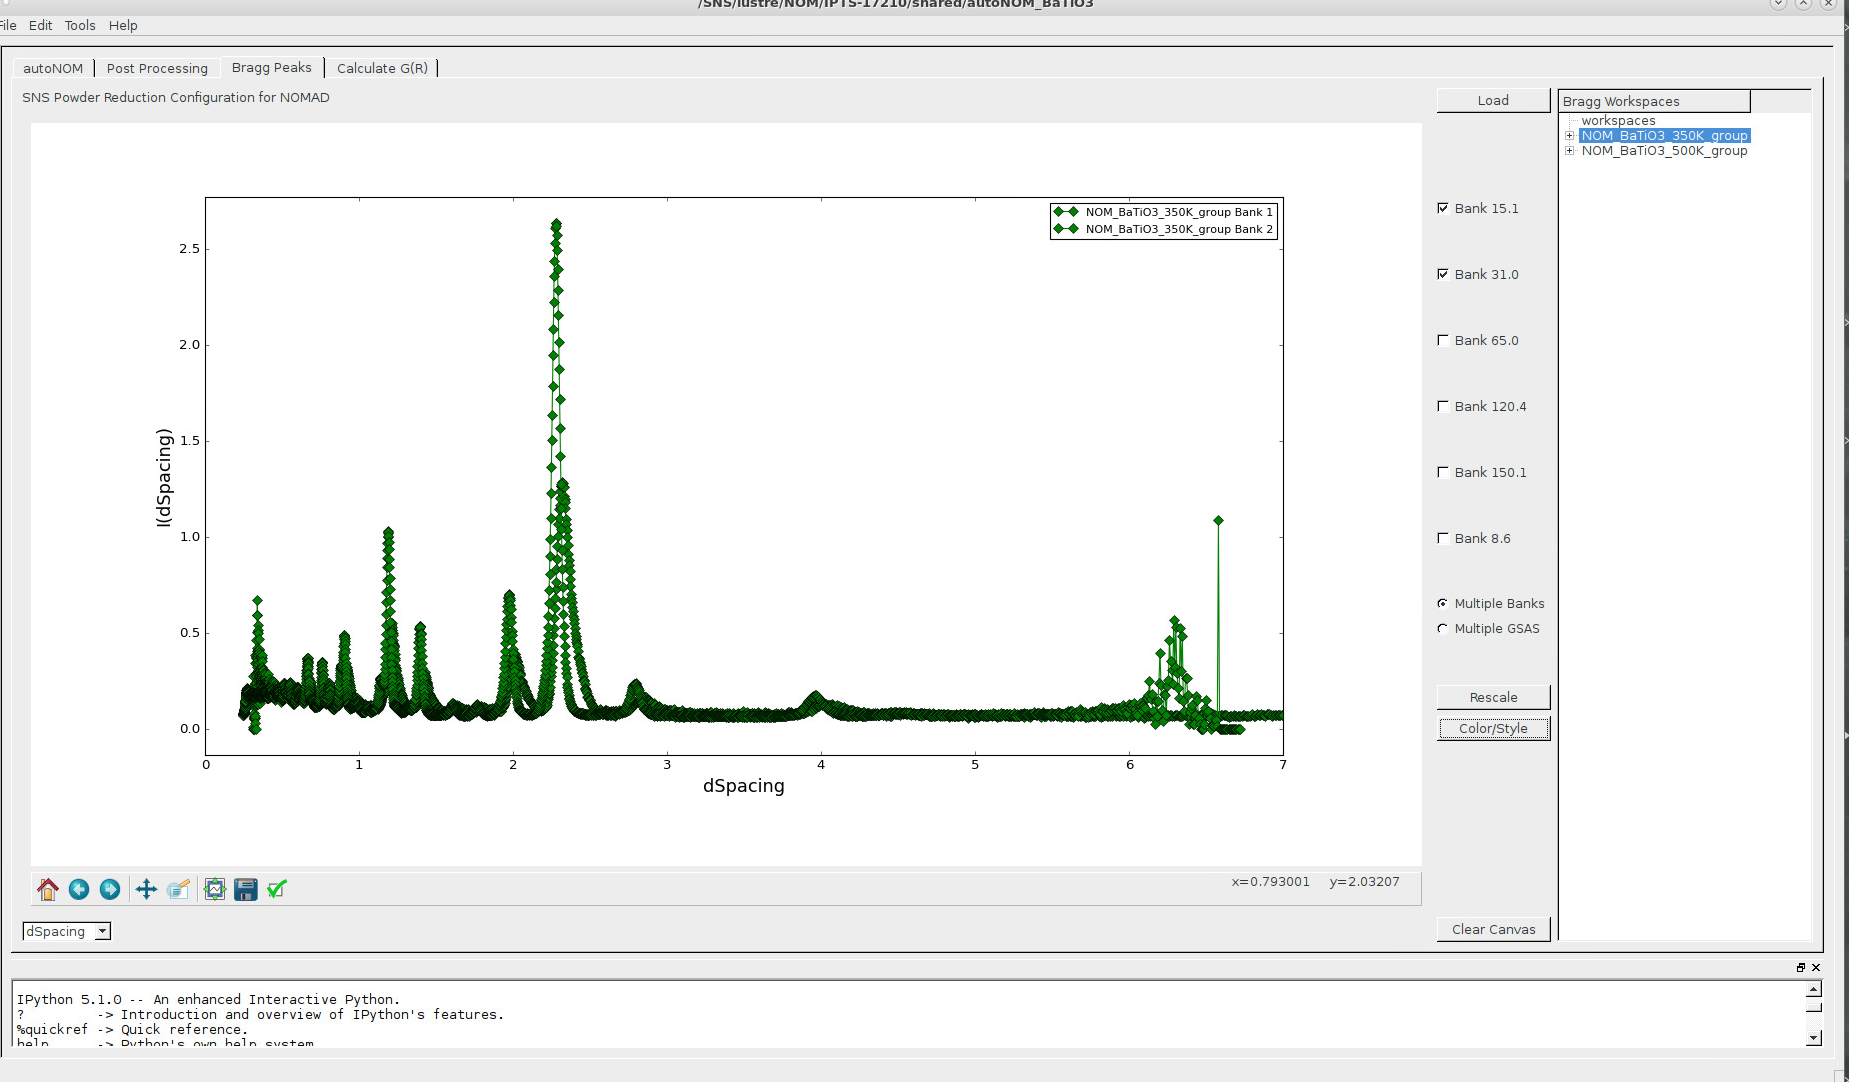 /SNS/lustre/NOM/IPTS-17210/shared/autoNOM_BaTiO3
File Edit Tools Help
autoNOM Post Processing Bragg Peaks Calculate G(R)
SNS Powder Reduction Configuration for NOMAD
Load
Bragg Workspaces
workspaces
NOM_BaTiO3_350K_group
NOM_BaTiO3_500K_group
Bank 15.1
Bank 31.0
Bank 65.0
Bank 120.4
Bank 150.1
Bank 8.6
Multiple Banks
Multiple GSAS
Rescale
Color/Style
Clear Canvas
NOM_BaTiO3_350K_group Bank 1
NOM_BaTiO3_350K_group Bank 2
2.5
2.0
1.5
1.0
0.5
0.0
I(dSpacing)
0 1 2 3 4 5 6 7
dSpacing
x=0.793001 y=2.03207
dSpacing
IPython 5.1.0 -- An enhanced Interactive Python.
? -> Introduction and overview of IPython's features.
%quickref -> Quick reference.
help -> Python's own help system